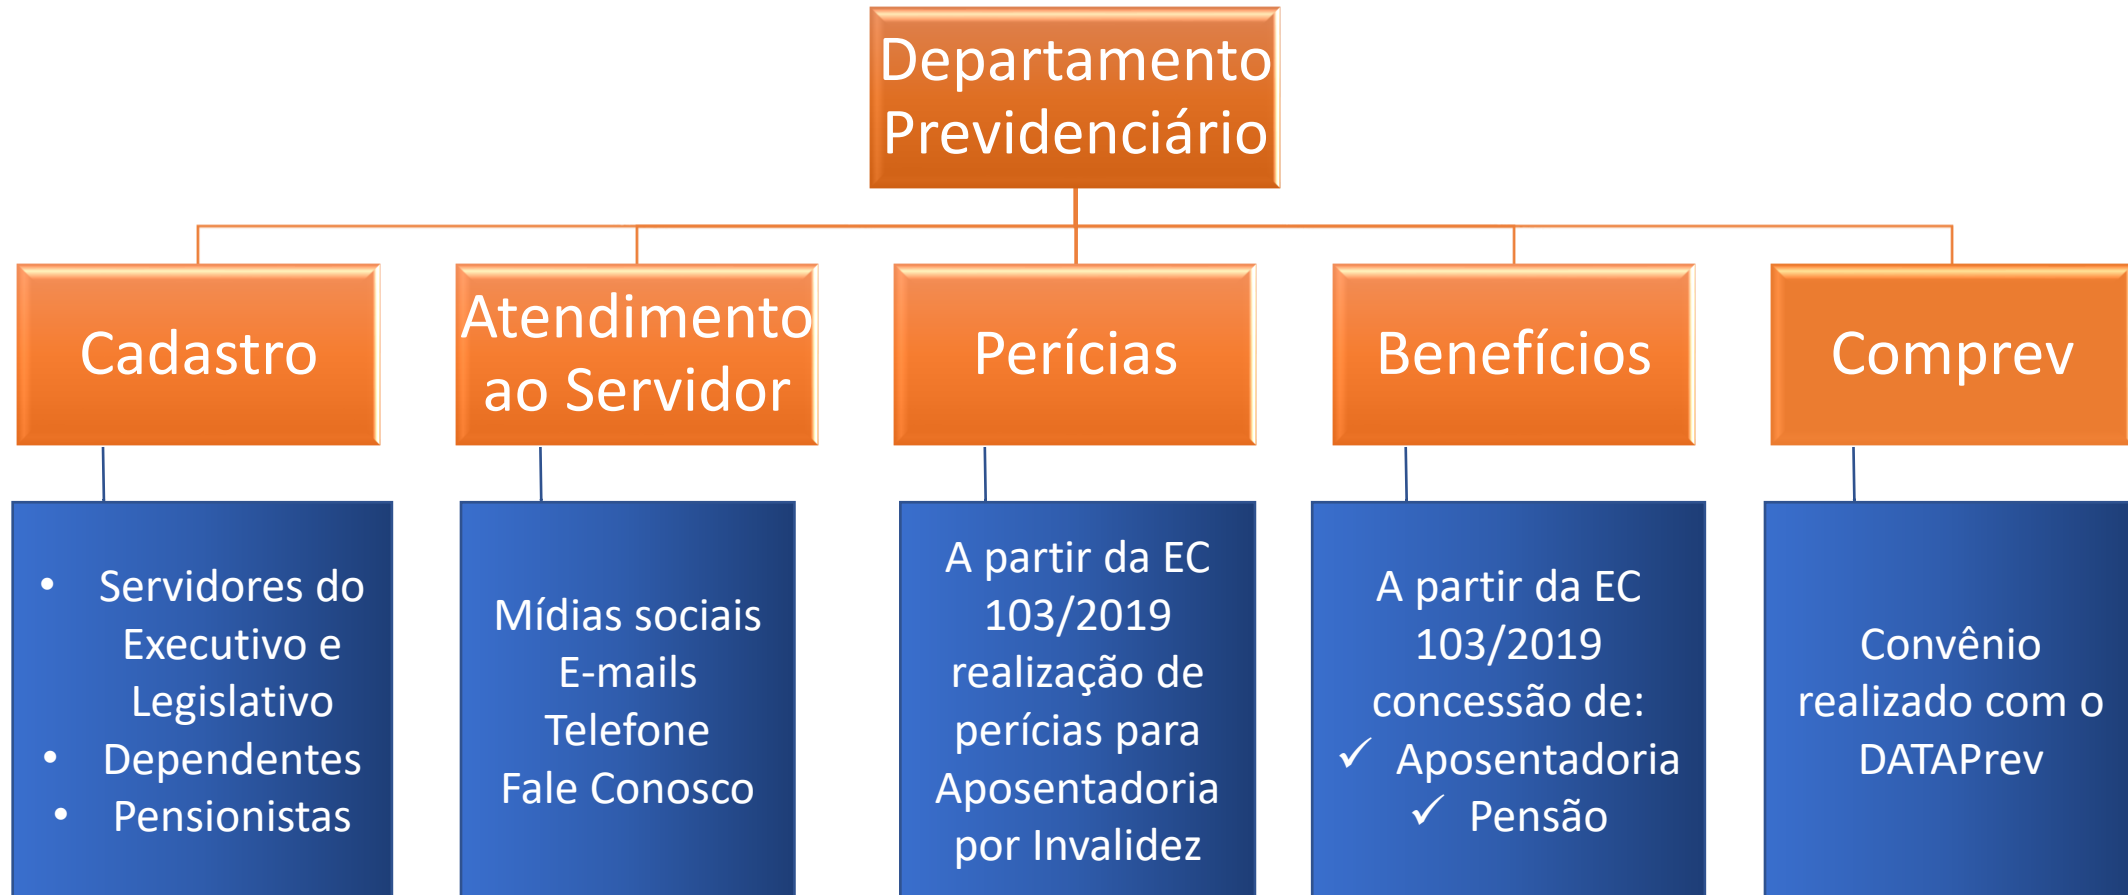 Departamento
Previdenciário
Cadastro
Atendimento
ao Servidor
Perícias
Benefícios
Comprev
• Servidores do
Executivo e
Legislativo
• Dependentes
• Pensionistas
Mídias sociais
E-mails
Telefone
Fale Conosco
A partir da EC
103/2019
realização de
perícias para
Aposentadoria
por Invalidez
A partir da EC
103/2019
concessão de:
✓ Aposentadoria
✓ Pensão
Convênio
realizado com o
DATAPrev